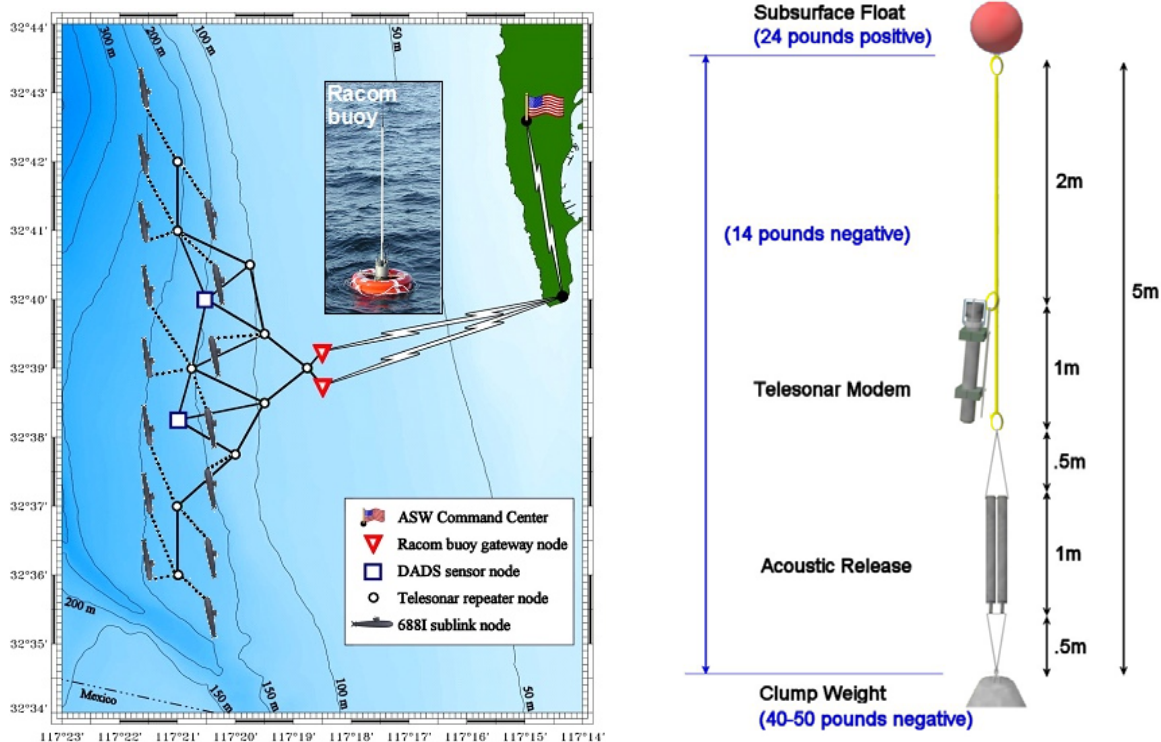 32°44'
32°43'
32°42'
32°41'
32°40'
32°39'
32°38'
32°37'
32°36'
32°35'
32°34'
300 m
200 m
100 m
50 m
Racom
buoy
ASW Command Center
Racom buoy gateway node
DADS sensor node
Telesonar repeater node
688I sublink node
200 m
Mexico
150 m
150 m
100 m
50 m
117°23'
117°22'
117°21'
117°20'
117°19'
117°18'
117°17'
117°16'
117°15'
117°14'
Subsurface Float
(24 pounds positive)
2m
(14 pounds negative)
5m
Telesonar Modem
1m
.5m
Acoustic Release
1m
.5m
Clump Weight
(40-50 pounds negative)